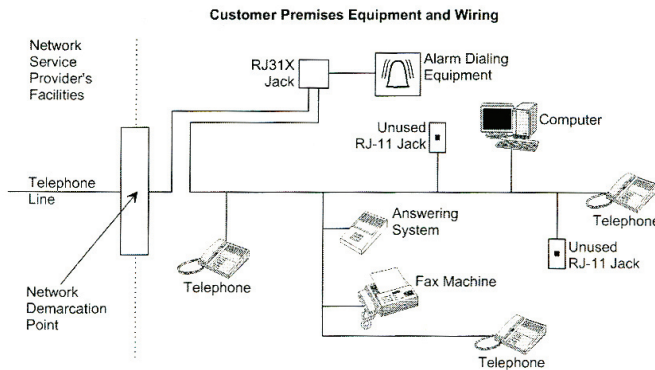 Customer Premises Equipment and Wiring
Network
Service
Provider's
Facilities
RJ31X
Jack
Alarm Dialing
Equipment
Unused
RJ-11 Jack
Computer
Telephone
Line
Answering
System
Telephone
Unused
RJ-11 Jack
Telephone
Fax Machine
Network
Demarcation
Point
Telephone